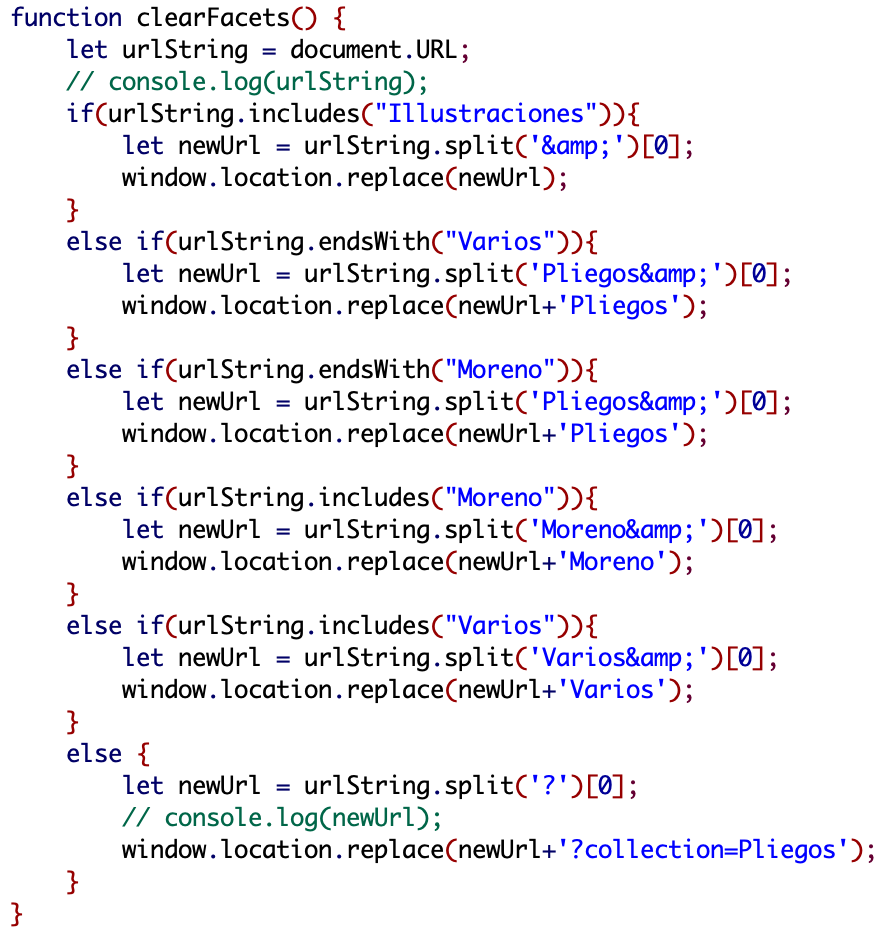 function clearFacets() {
    let urlString = document.URL;
    // console.log(urlString);
    if(urlString.includes("Illustraciones")){
        let newUrl = urlString.split('&amp;')[0];
        window.location.replace(newUrl);
    }
    else if(urlString.endsWith("Varios")){
        let newUrl = urlString.split('Pliegos&amp;')[0];
        window.location.replace(newUrl+'Pliegos');
    }
    else if(urlString.endsWith("Moreno")){
        let newUrl = urlString.split('Pliegos&amp;')[0];
        window.location.replace(newUrl+'Pliegos');
    }
    else if(urlString.includes("Moreno")){
        let newUrl = urlString.split('Moreno&amp;')[0];
        window.location.replace(newUrl+'Moreno');
    }
    else if(urlString.includes("Varios")){
        let newUrl = urlString.split('Varios&amp;')[0];
        window.location.replace(newUrl+'Varios');
    }
    else {
        let newUrl = urlString.split('?')[0];
        // console.log(newUrl);
        window.location.replace(newUrl+'?collection=Pliegos');
    }
}